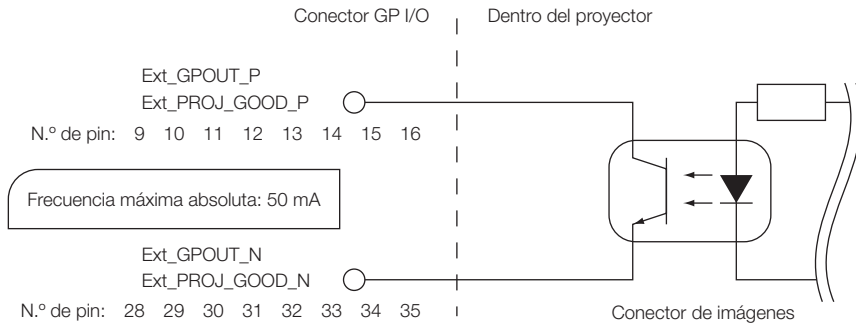 Conector GP I/O
Dentro del proyector
Ext_GPOUT_P
Ext_PROJ_GOOD_P
N.º de pin: 9 10 11 12 13 14 15 16
Frecuencia máxima absoluta: 50 mA
Ext_GPOUT_N
Ext_PROJ_GOOD_N
N.º de pin: 28 29 30 31 32 33 34 35
Conector de imágenes